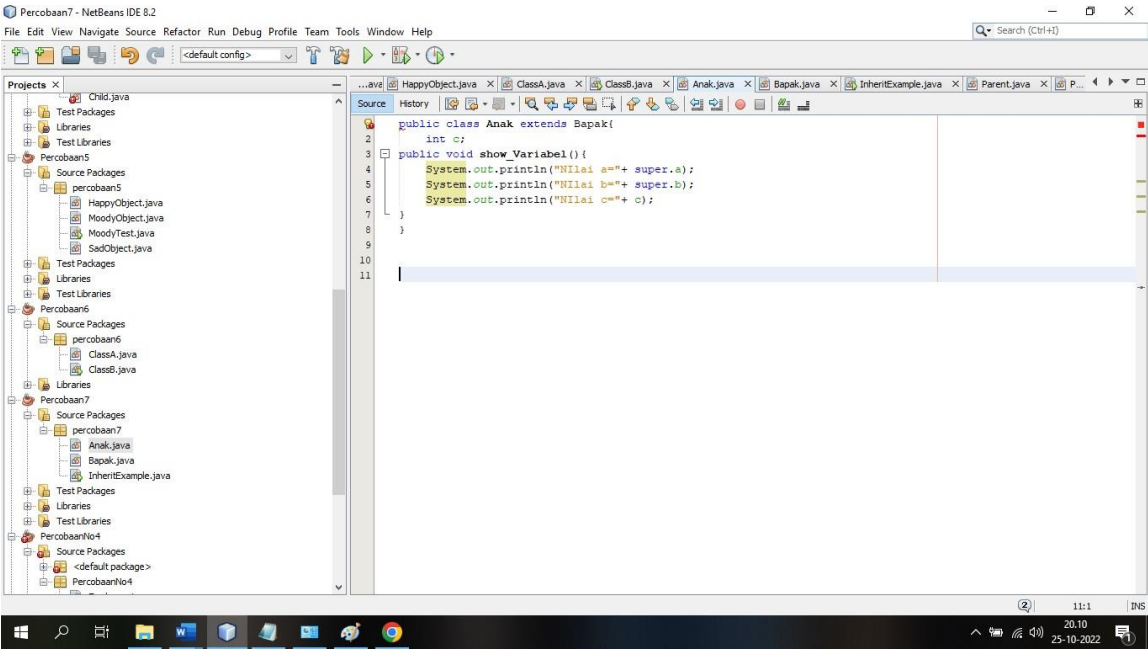 Percobaan7 - NetBeans IDE 8.2
File Edit View Navigate Source Refactor Run Debug Profile Team Tools Window Help
Search (Ctrl+I)
<default config>
Projects
Child.java
Test Packages
Libraries
Test Libraries
Percobaan5
Source Packages
percobaan5
HappyObject.java
MoodyObject.java
MoodyTest.java
SadObject.java
Test Packages
Libraries
Test Libraries
Percobaan6
Source Packages
percobaan6
ClassA.java
ClassB.java
Libraries
Percobaan7
Source Packages
percobaan7
Anak.java
Bapak.java
InheritExample.java
Test Packages
Libraries
Test Libraries
PercobaanNo4
Source Packages
<default package>
PercobaanNo4
...ava HappyObject.java ClassA.java ClassB.java Anak.java Bapak.java InheritExample.java Parent.java P...
Source History
public class Anak extends Bapak{
2 int c;
3 public void show_Variabel(){
4 System.out.println("NIlai a="+ super.a);
5 System.out.println("NIlai b="+ super.b);
6 System.out.println("NIlai c="+ c);
7 }
8 }
9
10
11
2 11:1 INS
20.10
25-10-2022